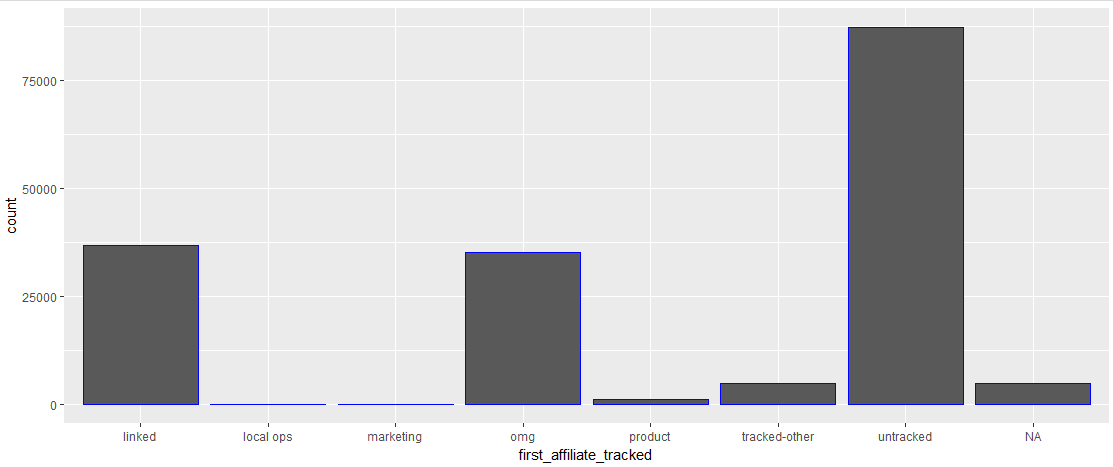 count
75000
50000
25000
0
linked local ops marketing omg product tracked-other untracked NA
first_affiliate_tracked